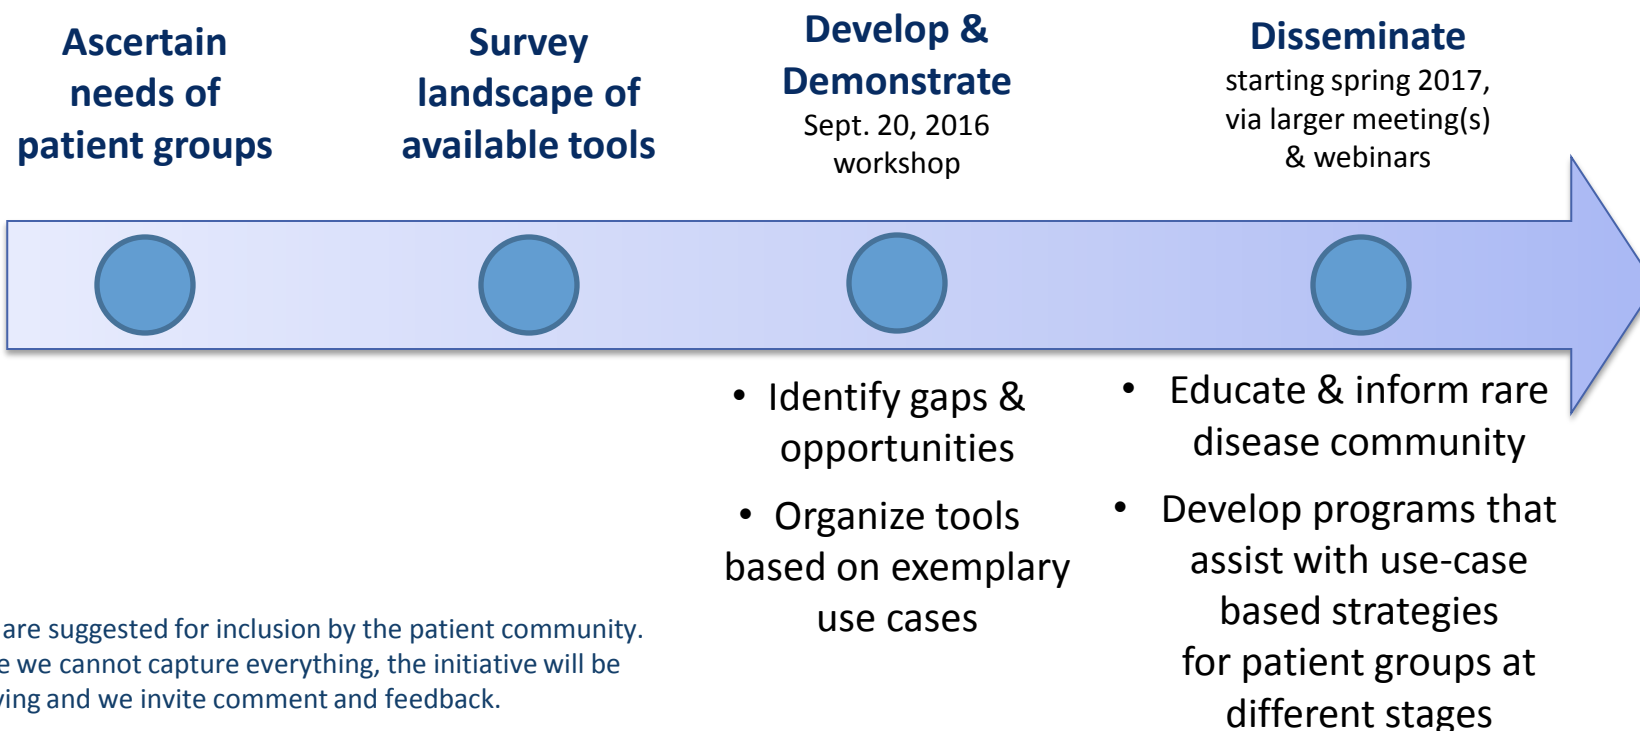 Ascertain
needs of
patient groups
Survey
landscape of
available tools
Develop &
Demonstrate
Sept. 20, 2016
workshop
Disseminate
starting spring 2017,
via larger meeting(s)
& webinars
• Identify gaps &
opportunities
• Organize tools
based on exemplary
use cases
• Educate & inform rare
disease community
• Develop programs that
assist with use-case
based strategies
for patient groups at
different stages
are suggested for inclusion by the patient community.
we cannot capture everything, the initiative will be
and we invite comment and feedback.